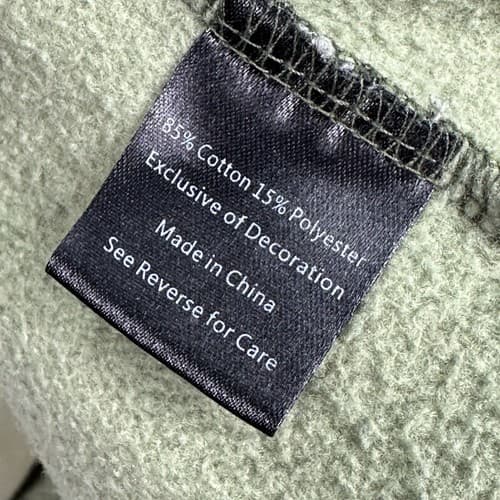 85% Cotton 15% Polyester
Exclusive of Decoration
Made in China
See Reverse for Care